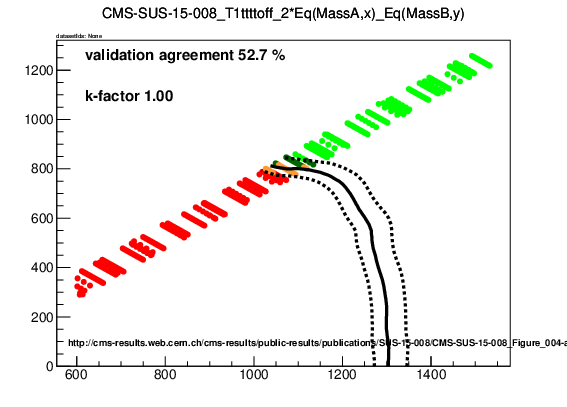 CMS-SUS-15-008_T1ttttoff_2*Eq(MassA,x)_Eq(MassB,y)
datasetIds: None
validation agreement 52.7 %
k-factor 1.00
1200
1000
800
600
400
200
0
http://cms-results.web.cern.ch/cms-results/public-results/publications/SUS-15-008/CMS-SUS-15-008_Figure_004-a
600 800 1000 1200 1400